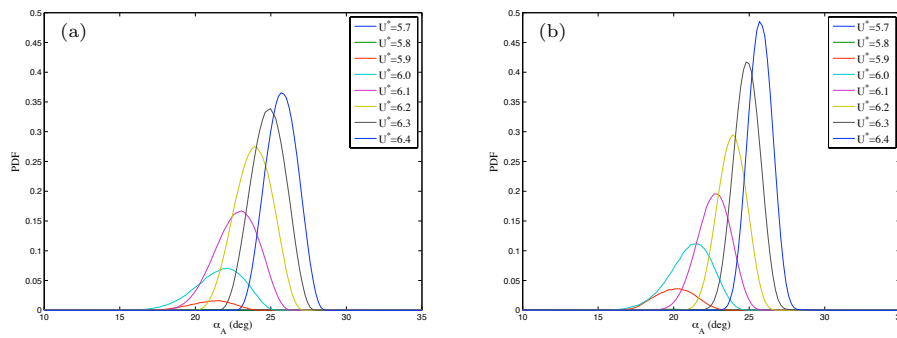 (a)
0.5
0.45
0.4
0.35
0.3
0.25
0.2
0.15
0.1
0.05
0
PDF
10 15 20 25 30 35
α_A (deg)
U*=5.7
U*=5.8
U*=5.9
U*=6.0
U*=6.1
U*=6.2
U*=6.3
U*=6.4
(b)
0.5
0.45
0.4
0.35
0.3
0.25
0.2
0.15
0.1
0.05
0
PDF
10 15 20 25 30 35
α_A (deg)
U*=5.7
U*=5.8
U*=5.9
U*=6.0
U*=6.1
U*=6.2
U*=6.3
U*=6.4